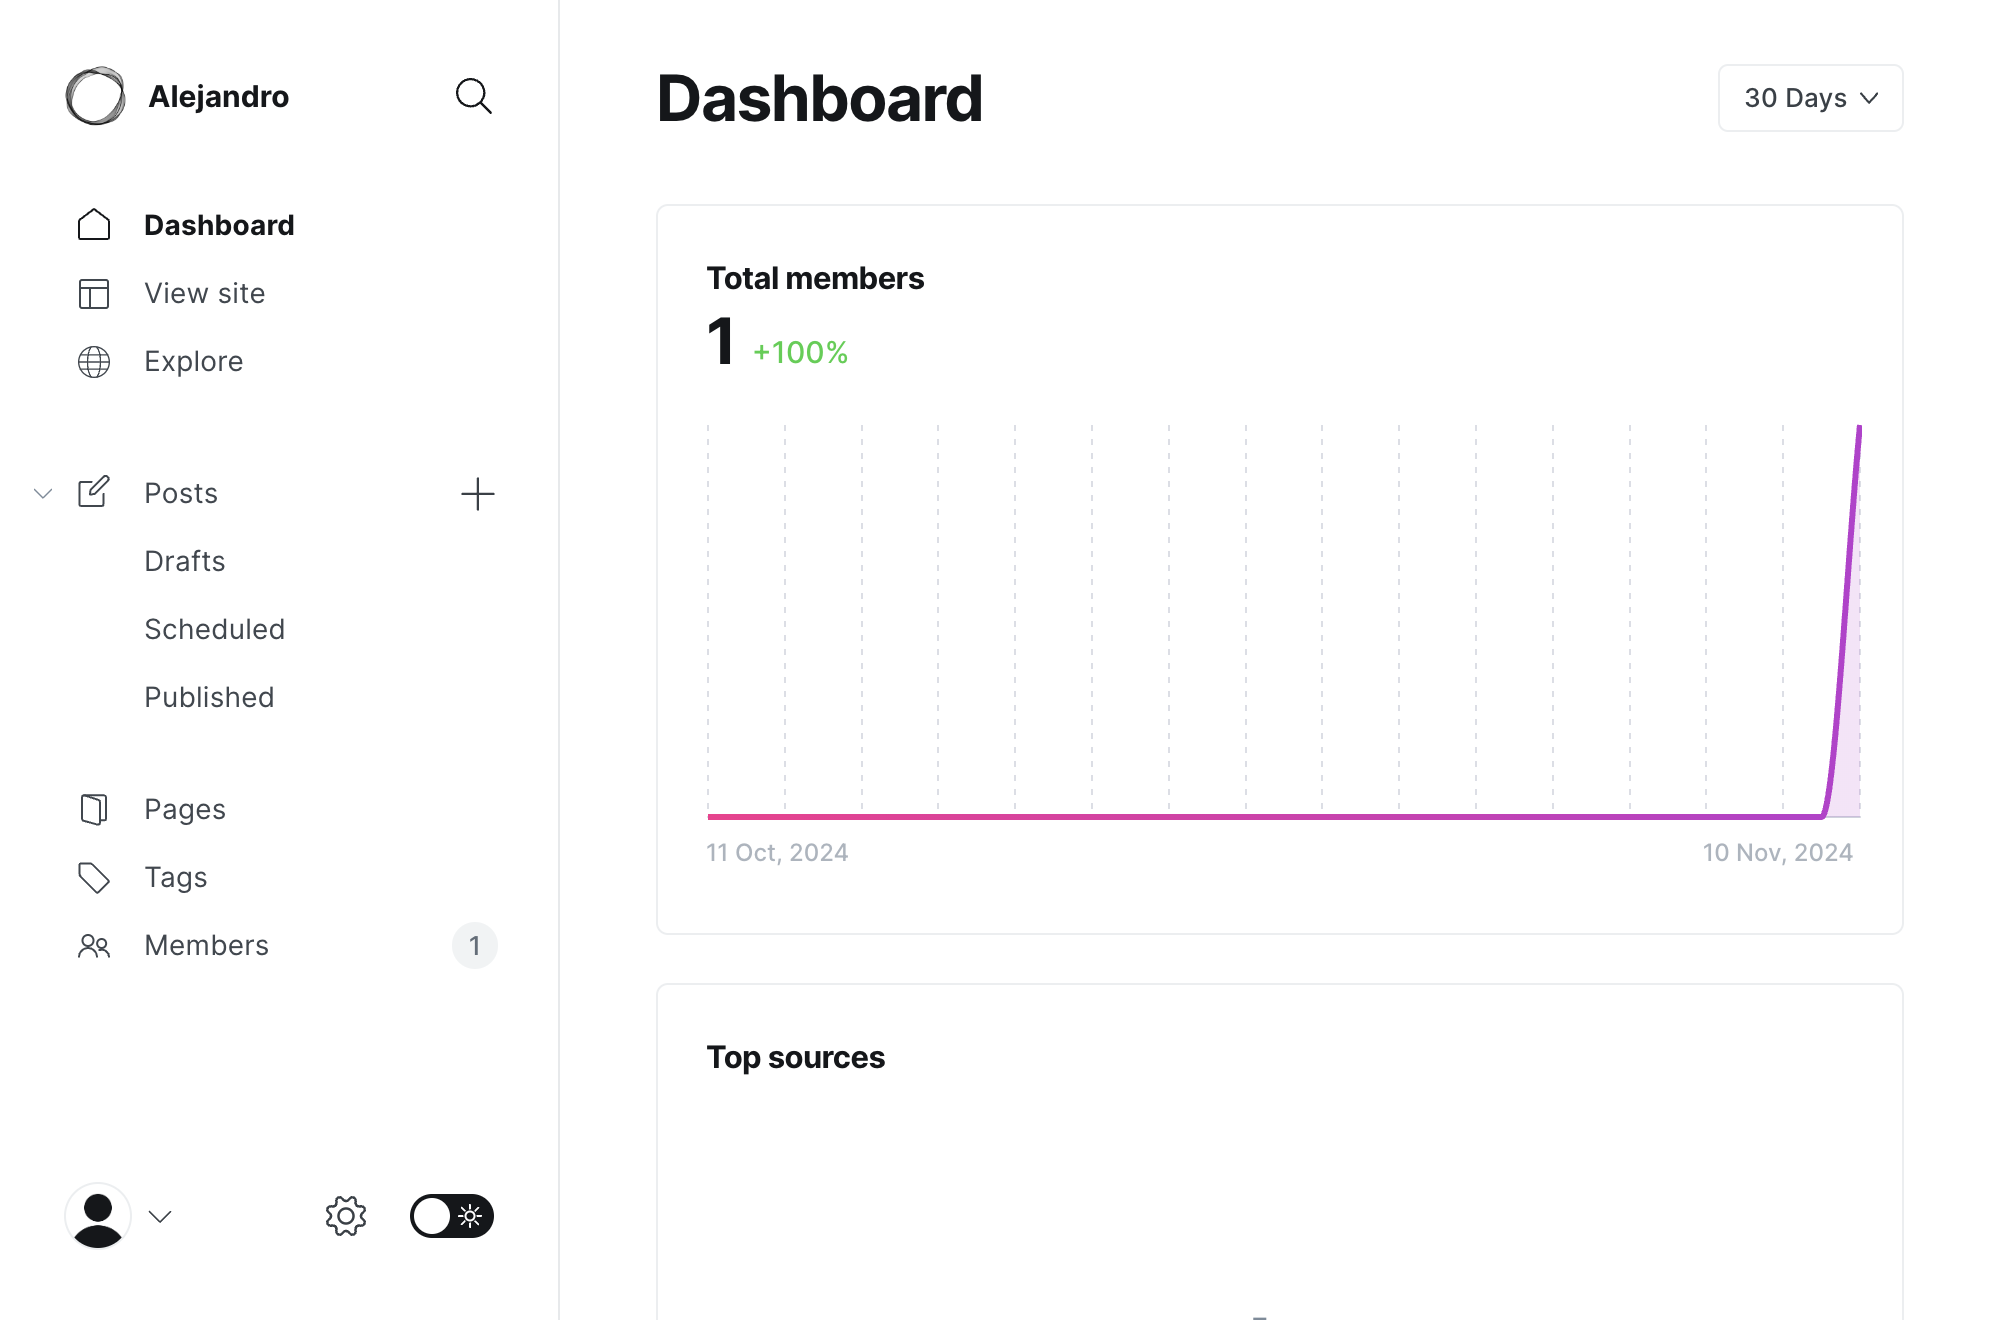 Alejandro
Dashboard
View site
Explore
Posts
Drafts
Scheduled
Published
Pages
Tags
Members 1
Dashboard
30 Days
Total members
1 +100%
11 Oct, 2024 10 Nov, 2024
Top sources